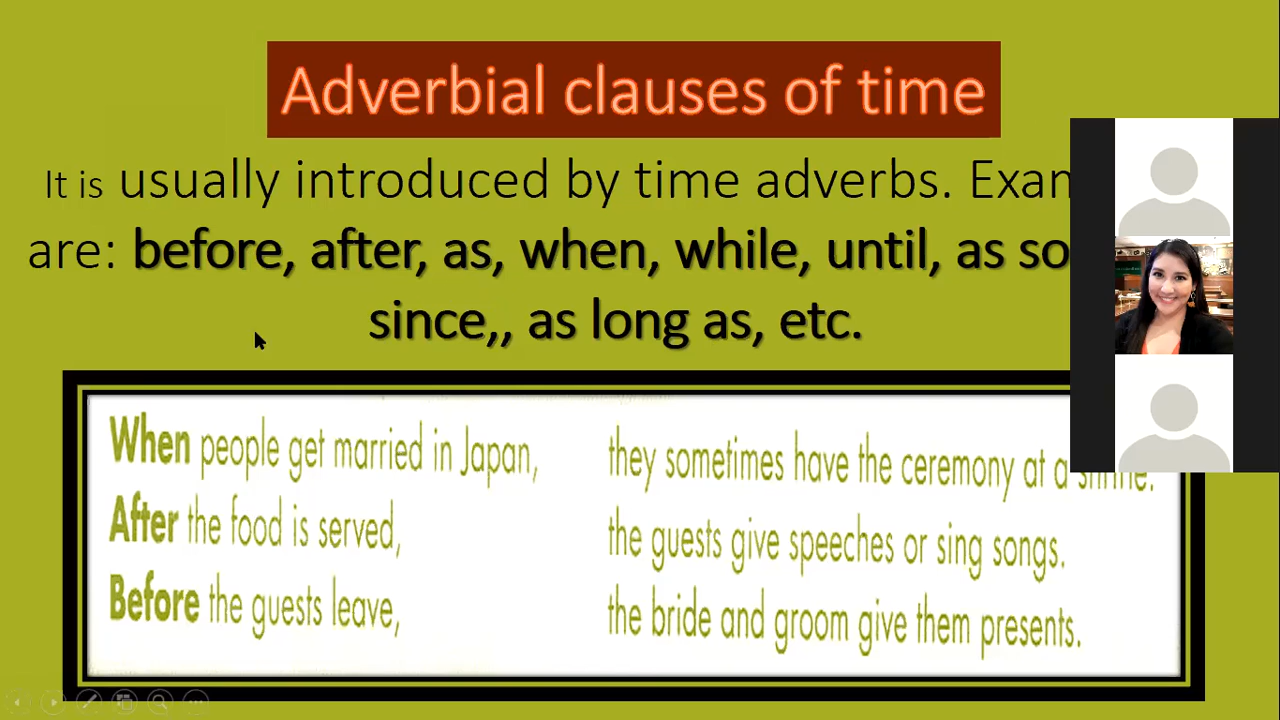 Adverbial clauses of time
It is usually introduced by time adverbs. Exam
are: before, after, as, when, while, until, as so
since,, as long as, etc.
When people get married in Japan, they sometimes have the ceremony at a shrine.
After the food is served, the guests give speeches or sing songs.
Before the guests leave, the bride and groom give them presents.